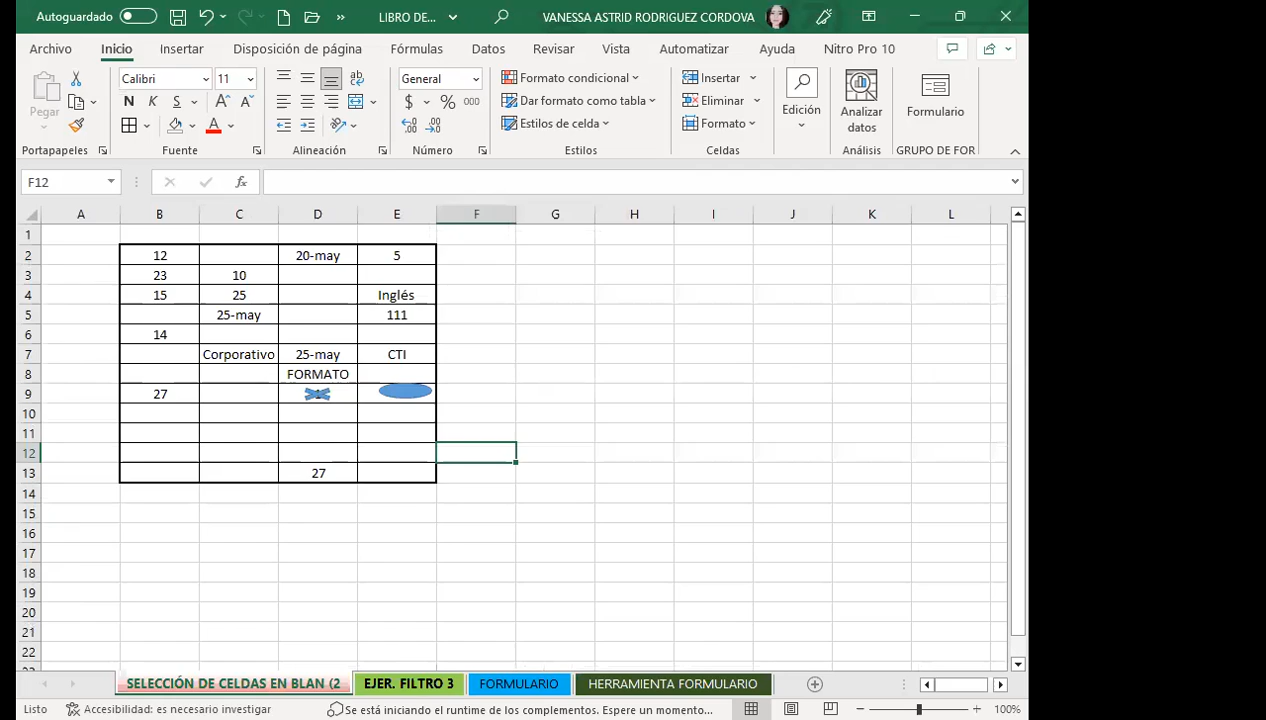 Autoguardado LIBRO DE... VANESSA ASTRID RODRIGUEZ CORDOVA
Archivo Inicio Insertar Disposición de página Fórmulas Datos Revisar Vista Automatizar Ayuda Nitro Pro 10
Pegar
Portapapeles
Calibri 11
N K S A A
A
Fuente
Alineación
General
$ % 000
Número
Formato condicional
Dar formato como tabla
Estilos de celda
Estilos
Insertar
Eliminar
Formato
Celdas
Edición
Analizar
datos
Análisis
Formulario
GRUPO DE FOR
F12 fx
A B C D E F G H I J K L
1
2 12 20-may 5
3 23 10
4 15 25 Inglés
5 25-may 111
6 14
7 Corporativo 25-may CTI
8 FORMATO
9 27
10
11
12
13 27
14
15
16
17
18
19
20
21
22
SELECCIÓN DE CELDAS EN BLAN (2 EJER. FILTRO 3 FORMULARIO HERRAMIENTA FORMULARIO
Listo Accesibilidad: es necesario investigar Se está iniciando el runtime de los complementos. Espere un momento... 100%